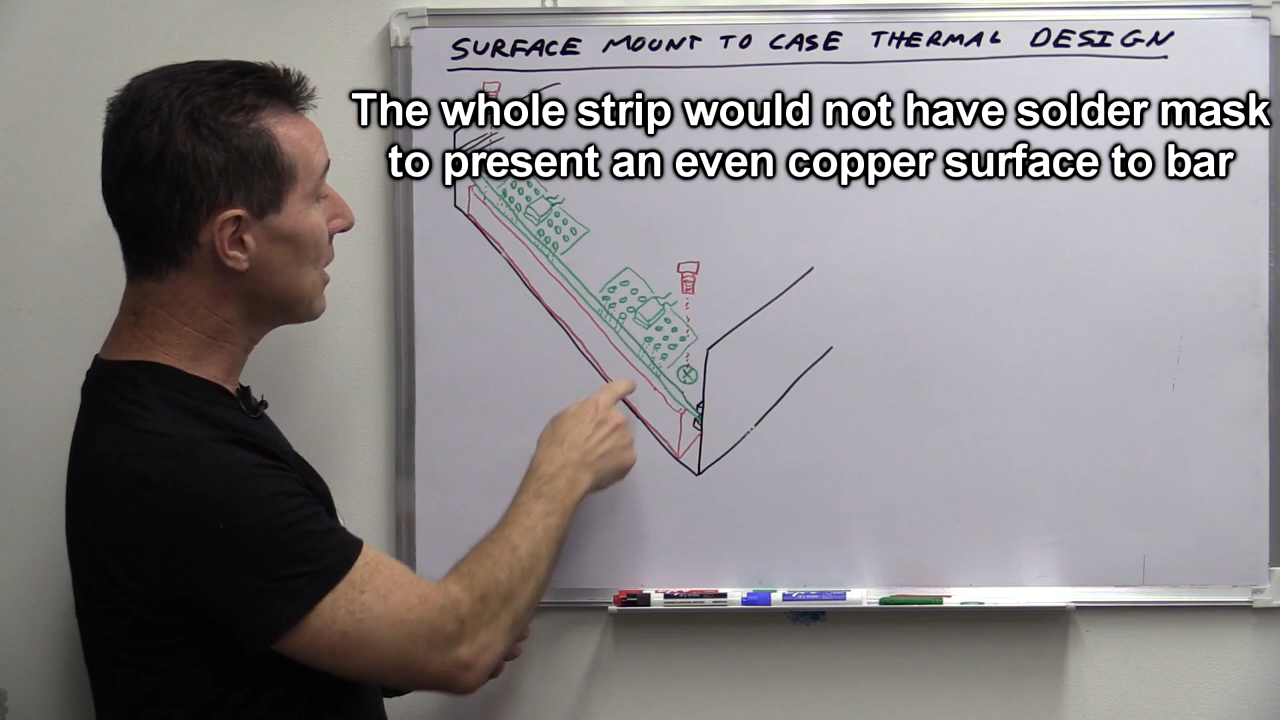 SURFACE MOUNT TO CASE THERMAL DESIGN
The whole strip would not have solder mask
to present an even copper surface to bar